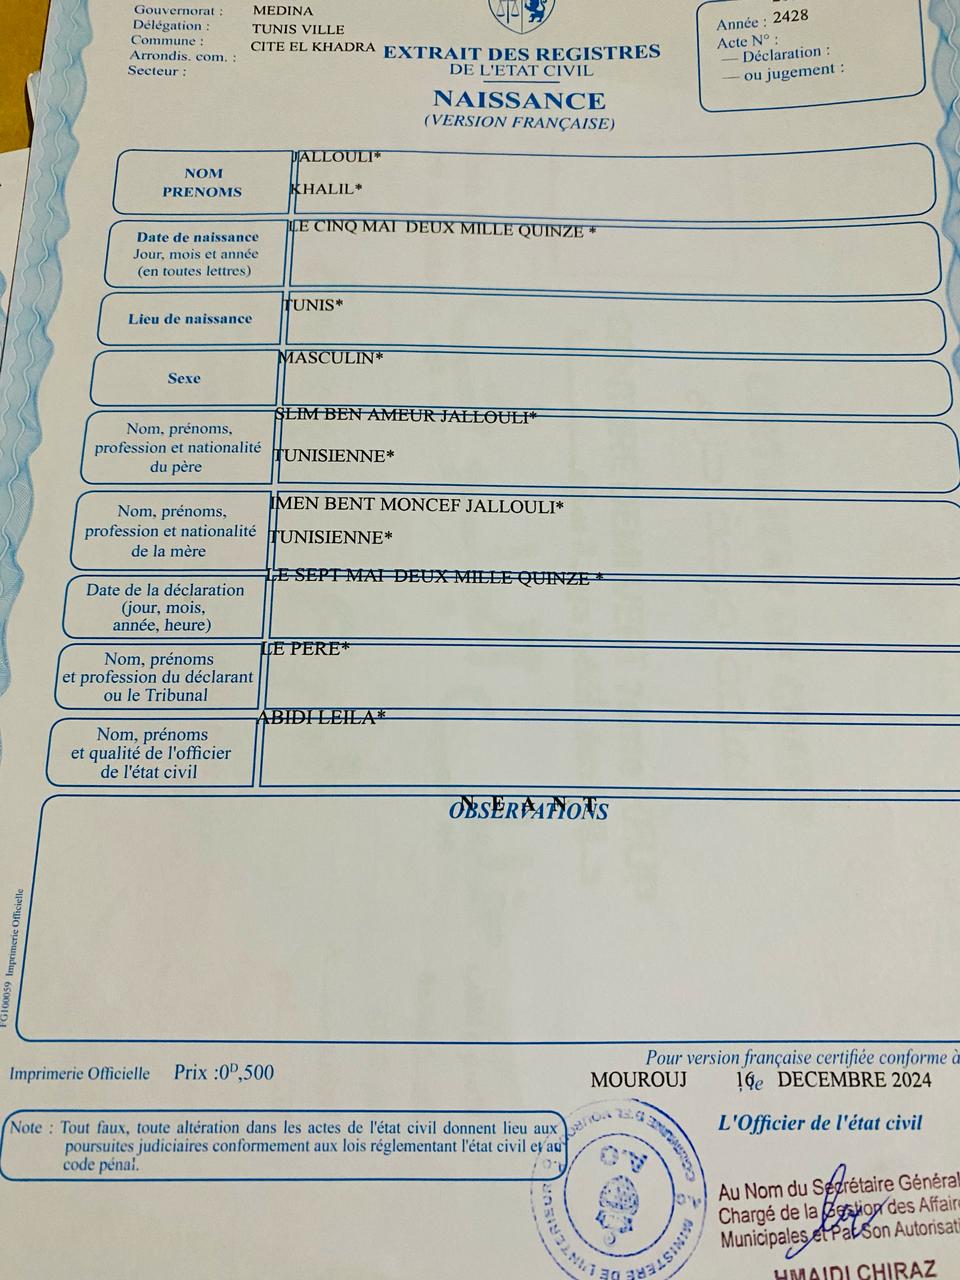 Gouvernorat : MEDINA
Délégation : TUNIS VILLE
Commune : CITE EL KHADRA
Arrondis. com. :
Secteur :
EXTRAIT DES REGISTRES
DE L'ETAT CIVIL
NAISSANCE
(VERSION FRANÇAISE)
Année :
2428
Acte N° :
— Déclaration :
— ou jugement :
NOM
PRENOMS
JALLOULI*
KHALIL*
Date de naissance
Jour, mois et année
(en toutes lettres)
LE CINQ MAI DEUX MILLE QUINZE *
Lieu de naissance
TUNIS*
Sexe
MASCULIN*
Nom, prénoms,
profession et nationalité
du père
SLIM BEN AMEUR JALLOULI*
TUNISIENNE*
Nom, prénoms,
profession et nationalité
de la mère
IMEN BENT MONCEF JALLOULI*
TUNISIENNE*
Date de la déclaration
(jour, mois,
année, heure)
LE SEPT MAI DEUX MILLE QUINZE *
Nom, prénoms
et profession du déclarant
ou le Tribunal
LE PERE*
Nom, prénoms
et qualité de l'officier
de l'état civil
ABIDI LEILA*
N E A N T
OBSERVATIONS
FG100059 Imprimerie Officielle
Imprimerie Officielle Prix :0D,500
Pour version française certifiée conforme à
MOUROUJ 16 le DECEMBRE 2024
L'Officier de l'état civil
Note : Tout faux, toute altération dans les actes de l'état civil donnent lieu aux
poursuites judiciaires conformement aux lois réglementant l'état civil et au
code pénal.
MINISTERE DE L'INTERIEUR
Au Nom du Secrétaire Général
Chargé de la Gestion des Affaire
Municipales et Par Son Autorisati
HMAIDI CHIRAZ